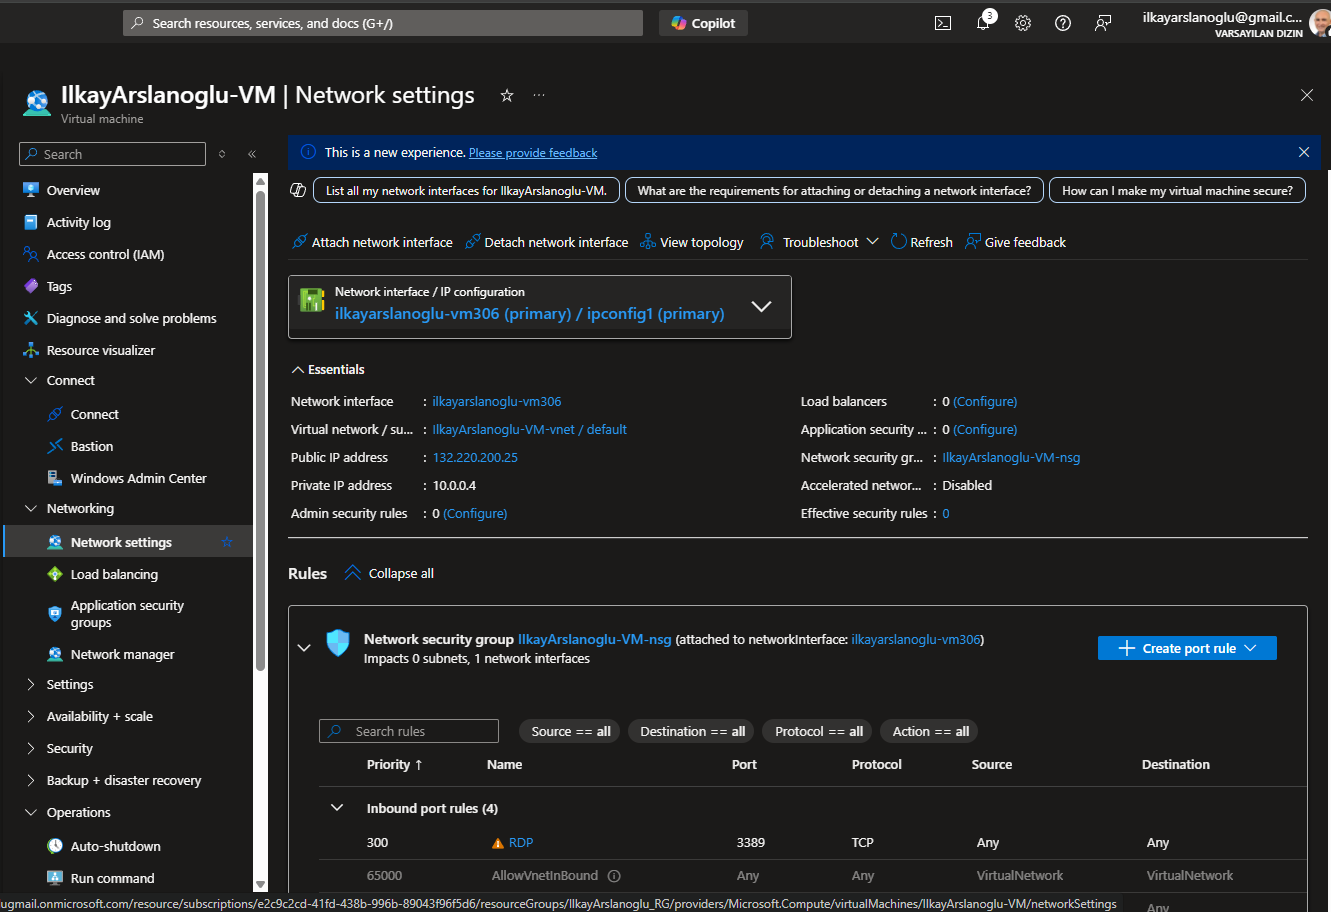 Search resources, services, and docs (G+/)
Copilot
3
ilkayarslanoglu@gmail.c...
VARSAYILAN DIZIN
IlkayArslanoglu-VM | Network settings
...
Virtual machine
Search
This is a new experience. Please provide feedback
List all my network interfaces for IlkayArslanoglu-VM.
What are the requirements for attaching or detaching a network interface?
How can I make my virtual machine secure?
Overview
Activity log
Access control (IAM)
Tags
Diagnose and solve problems
Resource visualizer
Connect
Connect
Bastion
Windows Admin Center
Networking
Network settings
Load balancing
Application security
groups
Network manager
Settings
Availability + scale
Security
Backup + disaster recovery
Operations
Auto-shutdown
Run command
Attach network interface
Detach network interface
View topology
Troubleshoot
Refresh
Give feedback
Network interface / IP configuration
ilkayarslanoglu-vm306 (primary) / ipconfig1 (primary)
Essentials
Network interface : ilkayarslanoglu-vm306
Virtual network / su... : IlkayArslanoglu-VM-vnet / default
Public IP address : 132.220.200.25
Private IP address : 10.0.0.4
Admin security rules : 0 (Configure)
Load balancers : 0 (Configure)
Application security ... : 0 (Configure)
Network security gr... : IlkayArslanoglu-VM-nsg
Accelerated networ... : Disabled
Effective security rules : 0
Rules
Collapse all
Network security group IlkayArslanoglu-VM-nsg (attached to networkInterface: ilkayarslanoglu-vm306)
Impacts 0 subnets, 1 network interfaces
Create port rule
Search rules
Source == all
Destination == all
Protocol == all
Action == all
Priority ↑ Name Port Protocol Source Destination
Inbound port rules (4)
300 RDP 3389 TCP Any Any
65000 AllowVnetInBound Any Any VirtualNetwork VirtualNetwork
Any
ugmail.onmicrosoft.com/resource/subscriptions/e2c9c2cd-41fd-438b-996b-89043f96f5d6/resourceGroups/IlkayArslanoglu_RG/providers/Microsoft.Compute/virtualMachines/IlkayArslanoglu-VM/networkSettings